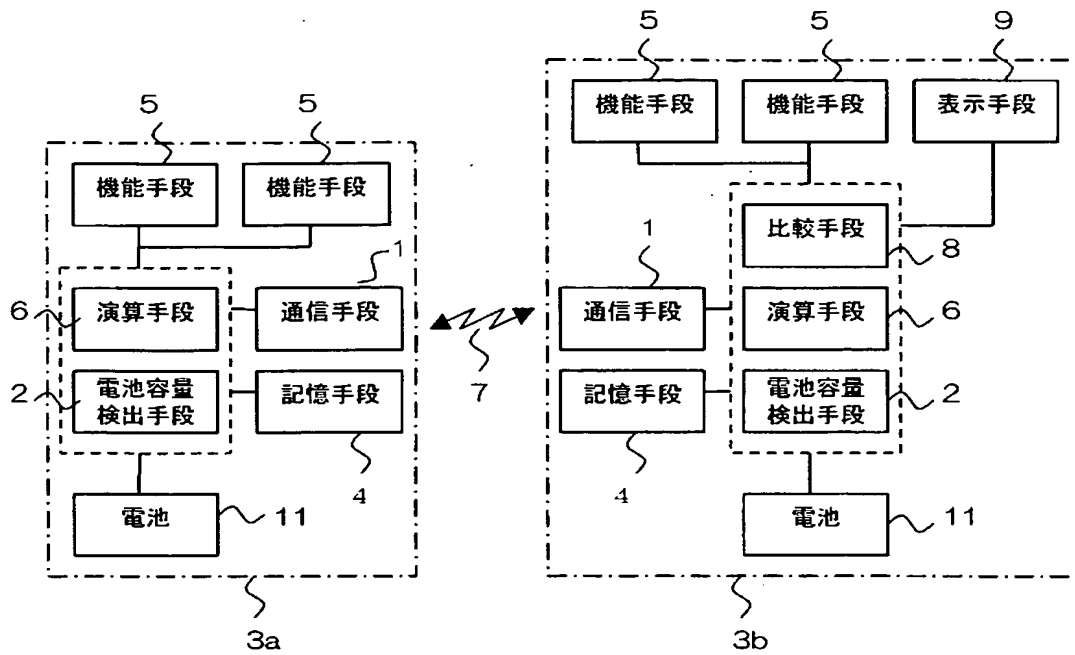 5
5
9
機能手段
機能手段
表示手段
5
5
機能手段
機能手段
比較手段
8
1
1
6
演算手段
通信手段
通信手段
演算手段
6
7
2
電池容量
検出手段
記憶手段
記憶手段
電池容量
検出手段
2
4
4
電池
11
電池
11
3a
3b